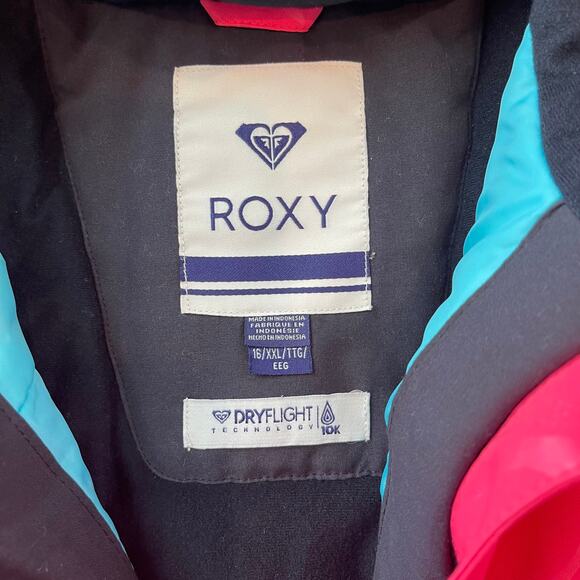 ROXY
MADE IN INDONESIA
FABRIQUÉ EN
INDONÉSIE
HECHO EN INDONESIA
16/XXL/TTG/
EEG
DRYFLIGHT
TECHNOLOGY
10K